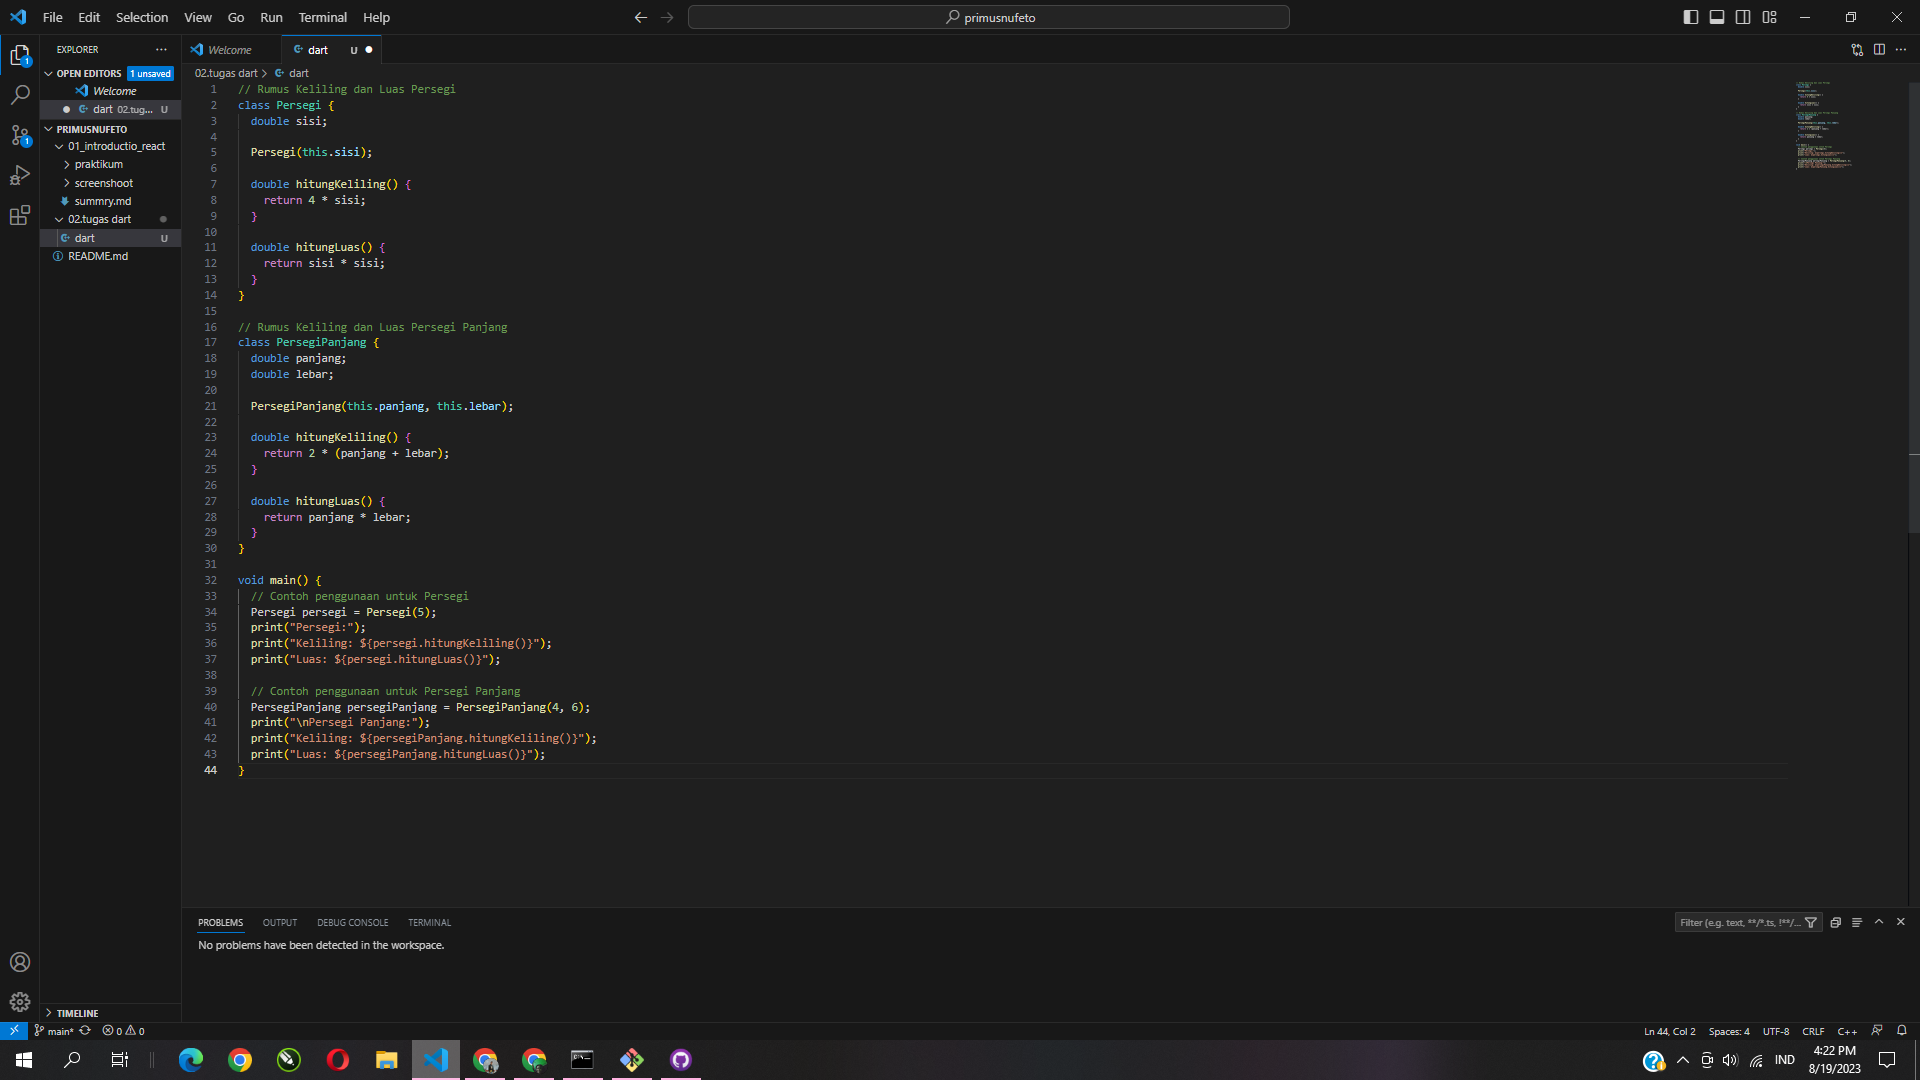 File Edit Selection View Go Run Terminal Help
primusnufeto
EXPLORER
OPEN EDITORS 1 unsaved
Welcome
dart 02.tug... U
PRIMUSNUFETO
01_introductio_react
praktikum
screenshoot
summry.md
02.tugas dart
dart U
README.md
TIMELINE
Welcome dart U
02.tugas dart > dart
1 // Rumus Keliling dan Luas Persegi
2 class Persegi {
3 double sisi;
4
5 Persegi(this.sisi);
6
7 double hitungKeliling() {
8 return 4 * sisi;
9 }
10
11 double hitungLuas() {
12 return sisi * sisi;
13 }
14 }
15
16 // Rumus Keliling dan Luas Persegi Panjang
17 class PersegiPanjang {
18 double panjang;
19 double lebar;
20
21 PersegiPanjang(this.panjang, this.lebar);
22
23 double hitungKeliling() {
24 return 2 * (panjang + lebar);
25 }
26
27 double hitungLuas() {
28 return panjang * lebar;
29 }
30 }
31
32 void main() {
33 // Contoh penggunaan untuk Persegi
34 Persegi persegi = Persegi(5);
35 print("Persegi:");
36 print("Keliling: ${persegi.hitungKeliling()}");
37 print("Luas: ${persegi.hitungLuas()}");
38
39 // Contoh penggunaan untuk Persegi Panjang
40 PersegiPanjang persegiPanjang = PersegiPanjang(4, 6);
41 print("\nPersegi Panjang:");
42 print("Keliling: ${persegiPanjang.hitungKeliling()}");
43 print("Luas: ${persegiPanjang.hitungLuas()}");
44 }
PROBLEMS OUTPUT DEBUG CONSOLE TERMINAL
Filter (e.g. text, **/*.ts, !**/...
No problems have been detected in the workspace.
main* 0 0
Ln 44, Col 2 Spaces: 4 UTF-8 CRLF C++
IND
4:22 PM
8/19/2023